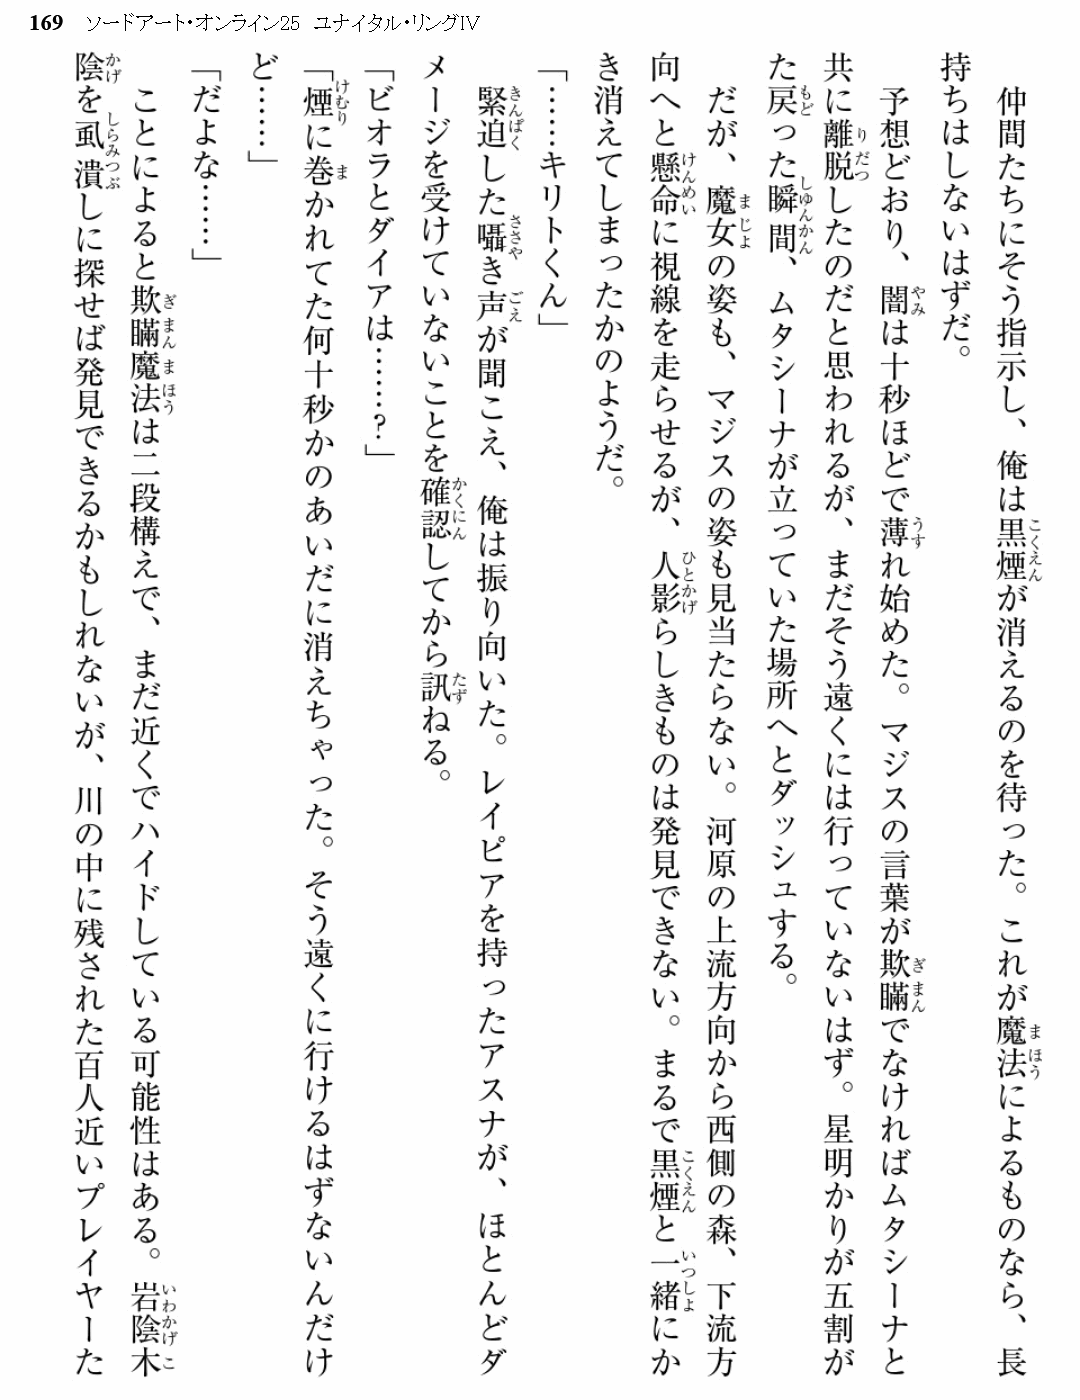 169 ソードアート・オンライン25 ユナイタル・リングIV
仲間たちにそう指示し、俺は黒煙が消えるのを待った。これが魔法によるものなら、長
持ちはしないはずだ。
予想どおり、闇は十秒ほどで薄れ始めた。マジスの言葉が欺瞞でなければムタシーナと
共に離脱したのだと思われるが、まだそう遠くには行っていないはず。星明かりが五割が
た戻った瞬間、ムタシーナが立っていた場所へとダッシュする。
だが、魔女の姿も、マジスの姿も見当たらない。河原の上流方向から西側の森、下流方
向へと懸命に視線を走らせるが、人影らしきものは発見できない。まるで黒煙と一緒にか
き消えてしまったかのようだ。
「……キリトくん」
緊迫した囁き声が聞こえ、俺は振り向いた。レイピアを持ったアスナが、ほとんどダ
メージを受けていないことを確認してから訊ねる。
「ビオラとダイアは……?」
「煙に巻かれてた何十秒かのあいだに消えちゃった。そう遠くに行けるはずないんだけ
ど……」
「だよな……」
ことによると欺瞞魔法は二段構えで、まだ近くでハイドしている可能性はある。岩陰木
陰を虱潰しに探せば発見できるかもしれないが、川の中に残された百人近いプレイヤーた